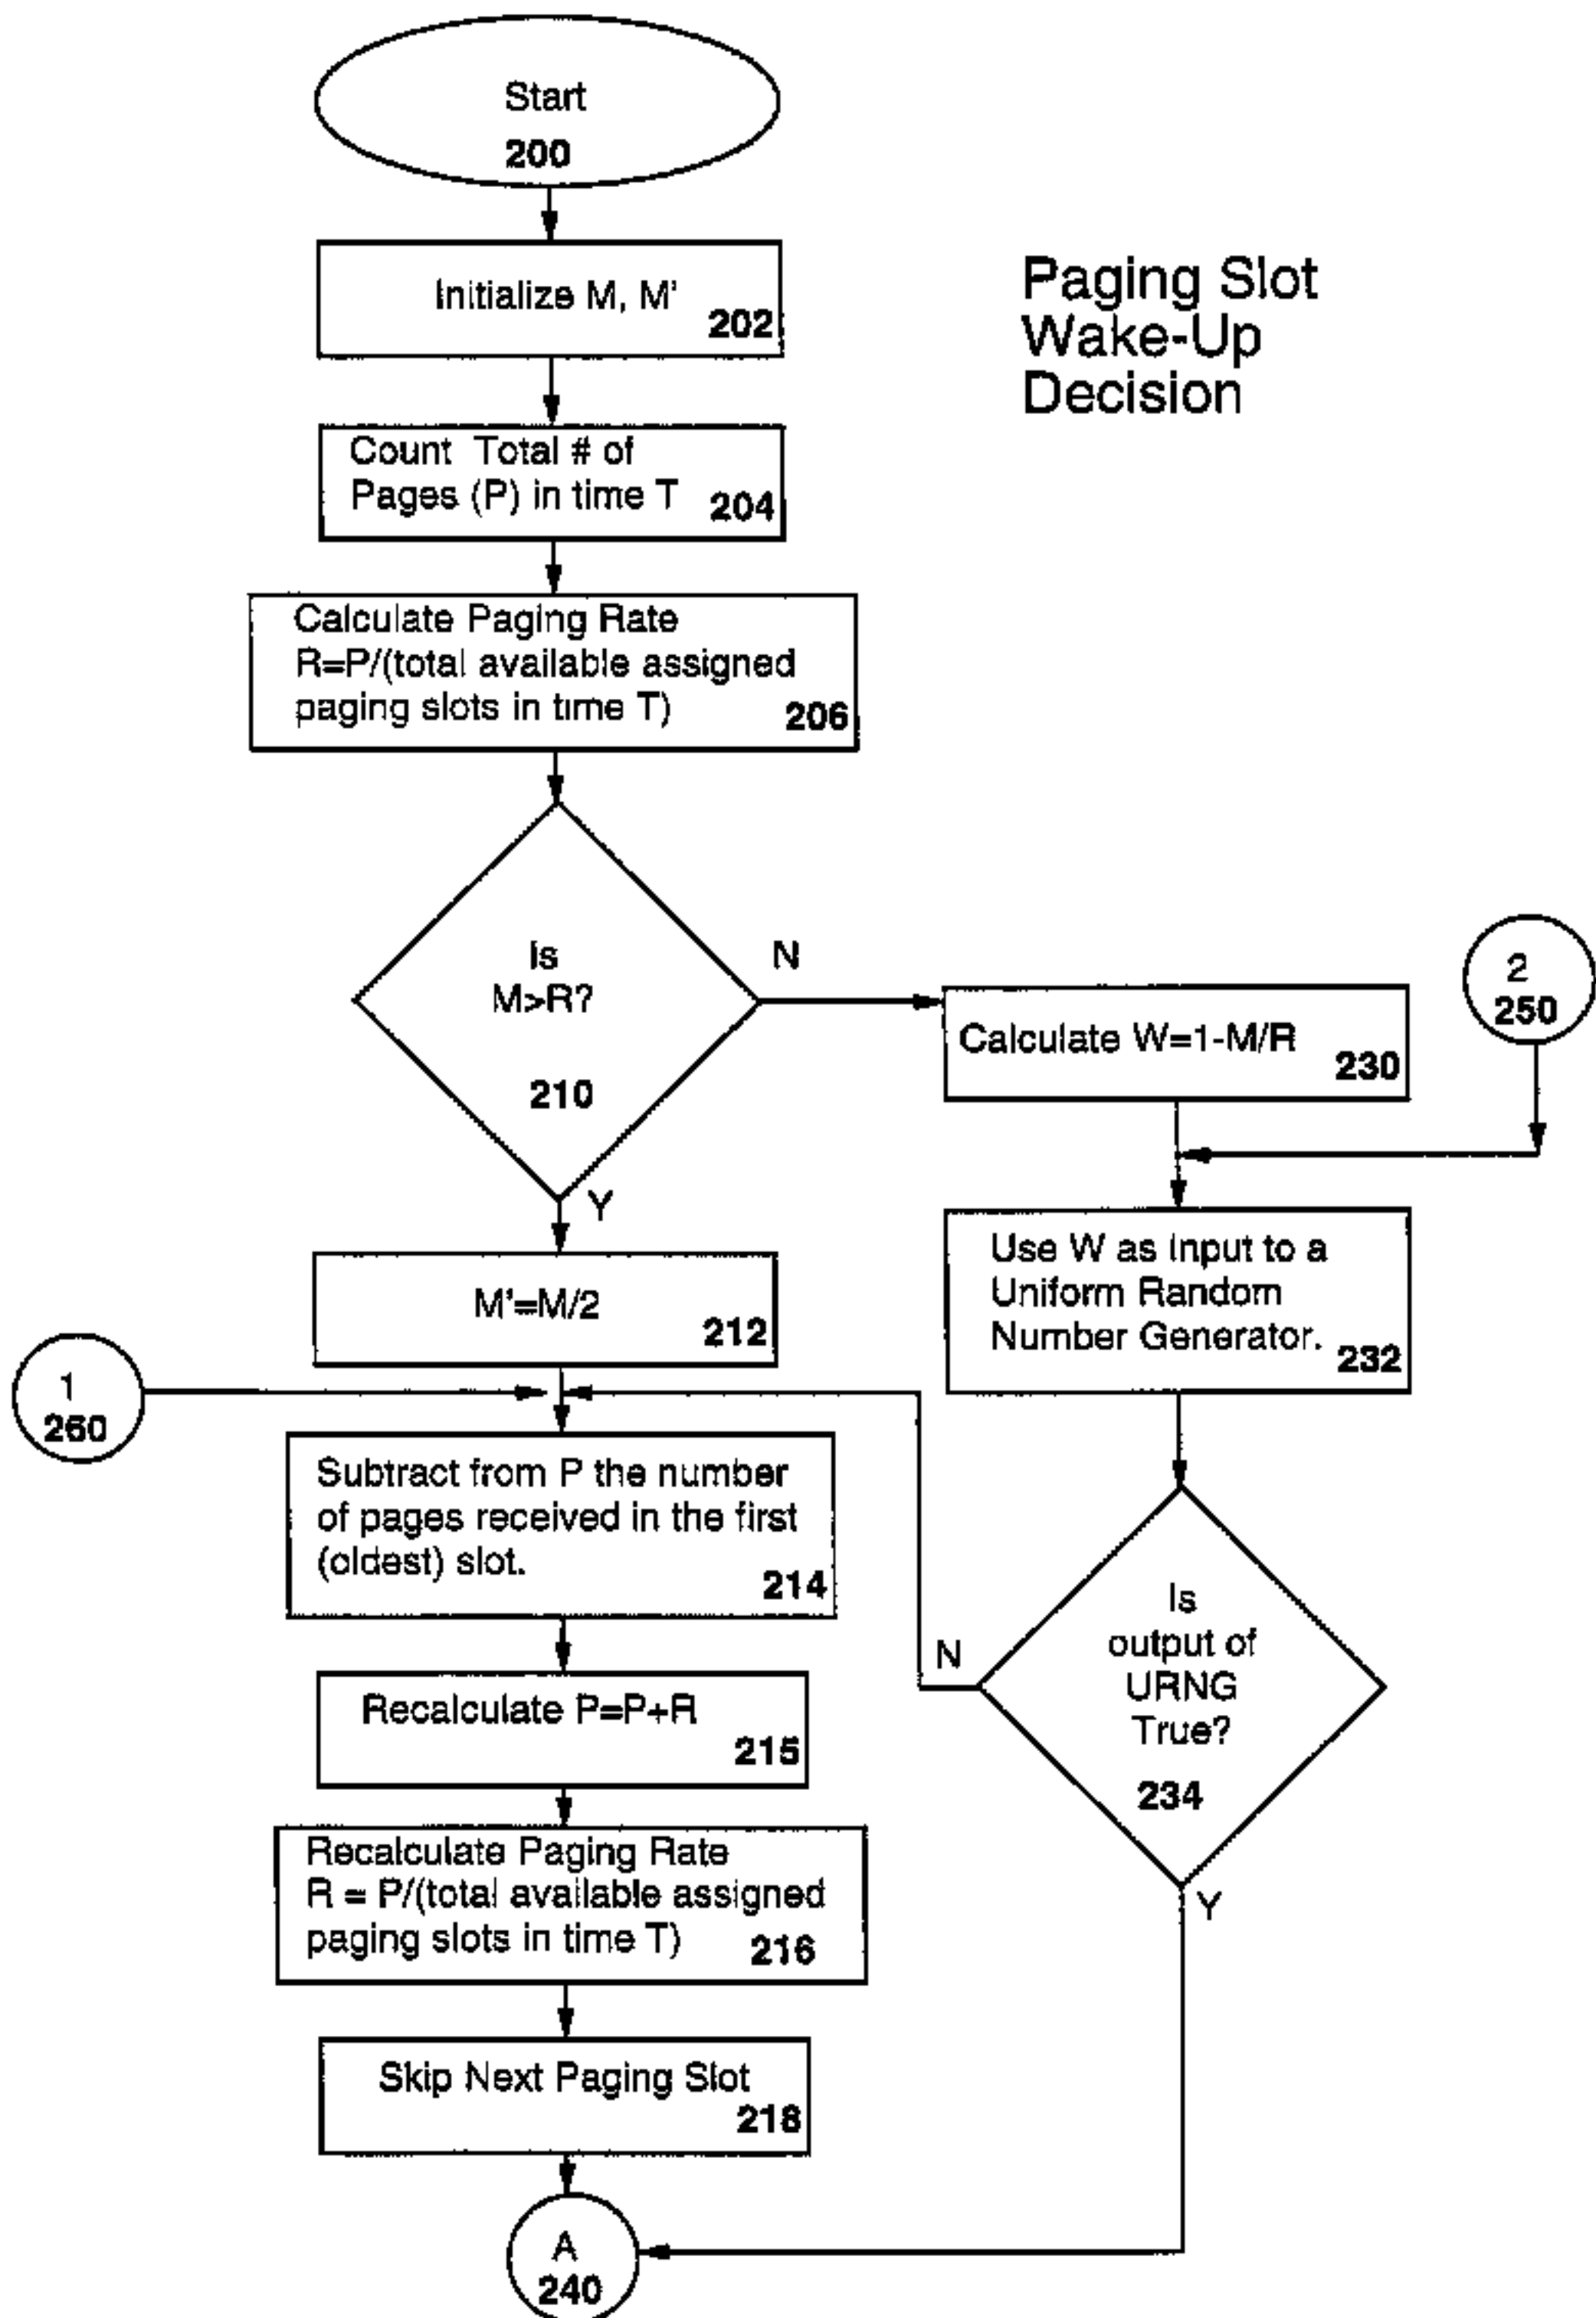 Start
200
Initialize M, M'
202
Paging Slot
Wake-Up
Decision
Count Total # of
Pages (P) in time T
204
Calculate Paging Rate
R=P/(total available assigned
paging slots in time T)
206
Is
M>R?
210
N
Y
Calculate W=1-M/R
230
2
250
M'=M/2
212
Use W as Input to a
Uniform Random
Number Generator.
232
1
260
Subtract from P the number
of pages received in the first
(oldest) slot.
214
Is
output of
URNG
True?
234
N
Y
Recalculate P=P+R
215
Recalculate Paging Rate
R = P/(total available assigned
paging slots in time T)
216
Skip Next Paging Slot
218
A
240